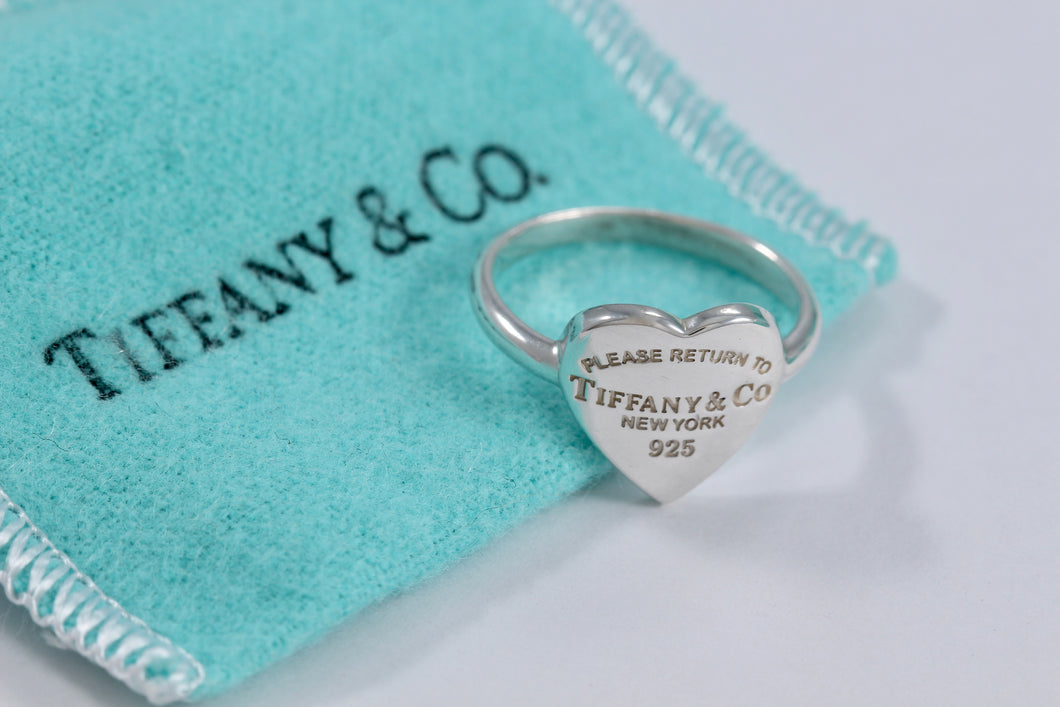 TIFFANY & CO.
PLEASE RETURN TO
TIFFANY & CO
NEW YORK
925